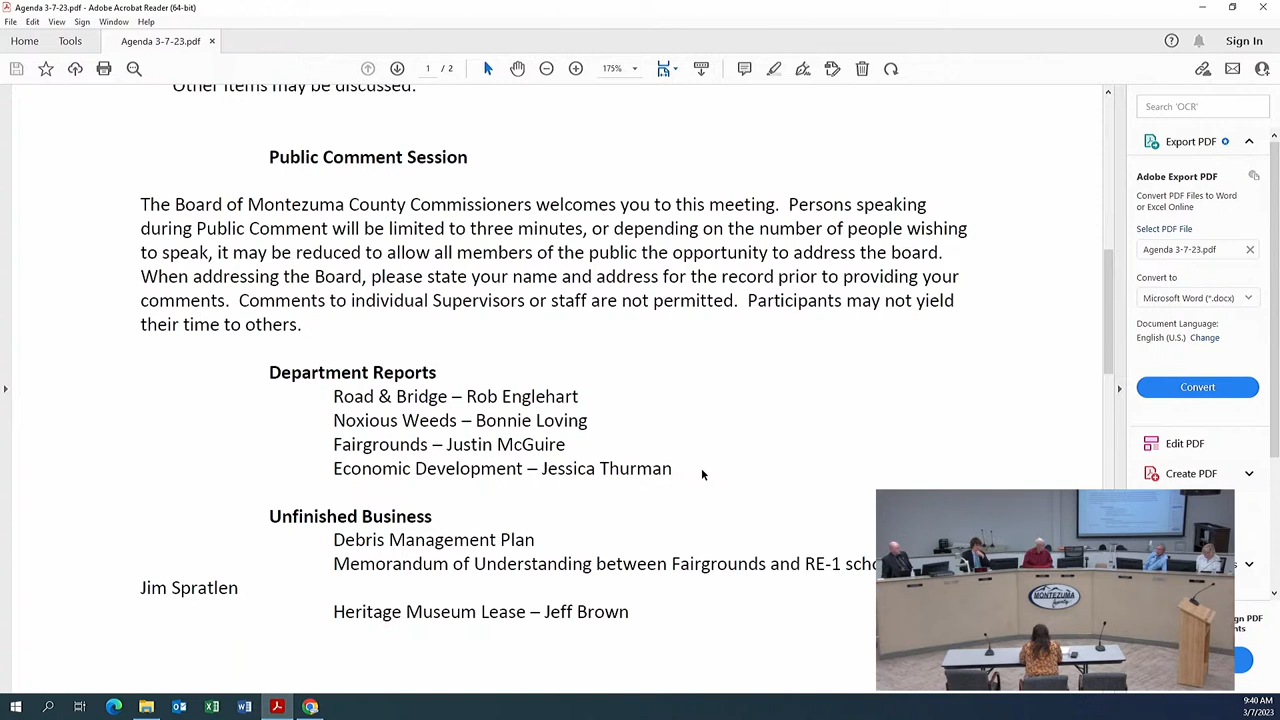 Agenda 3-7-23.pdf - Adobe Acrobat Reader (64-bit)
File Edit View Sign Window Help
Home Tools Agenda 3-7-23.pdf × Sign In
1 / 2 175%
Other items may be discussed.
Public Comment Session
The Board of Montezuma County Commissioners welcomes you to this meeting. Persons speaking
during Public Comment will be limited to three minutes, or depending on the number of people wishing
to speak, it may be reduced to allow all members of the public the opportunity to address the board.
When addressing the Board, please state your name and address for the record prior to providing your
comments. Comments to individual Supervisors or staff are not permitted. Participants may not yield
their time to others.
Department Reports
Road & Bridge – Rob Englehart
Noxious Weeds – Bonnie Loving
Fairgrounds – Justin McGuire
Economic Development – Jessica Thurman
Unfinished Business
Debris Management Plan
Memorandum of Understanding between Fairgrounds and RE-1
Jim Spratlen
Heritage Museum Lease – Jeff Brown
Search 'OCR'
Export PDF
Adobe Export PDF
Convert PDF Files to Word
or Excel Online
Select PDF File
Agenda 3-7-23.pdf
Convert to
Microsoft Word (*.docx)
Document Language:
English (U.S.) Change
Convert
Edit PDF
Create PDF
MONTEZUMA
9:40 AM
3/7/2023